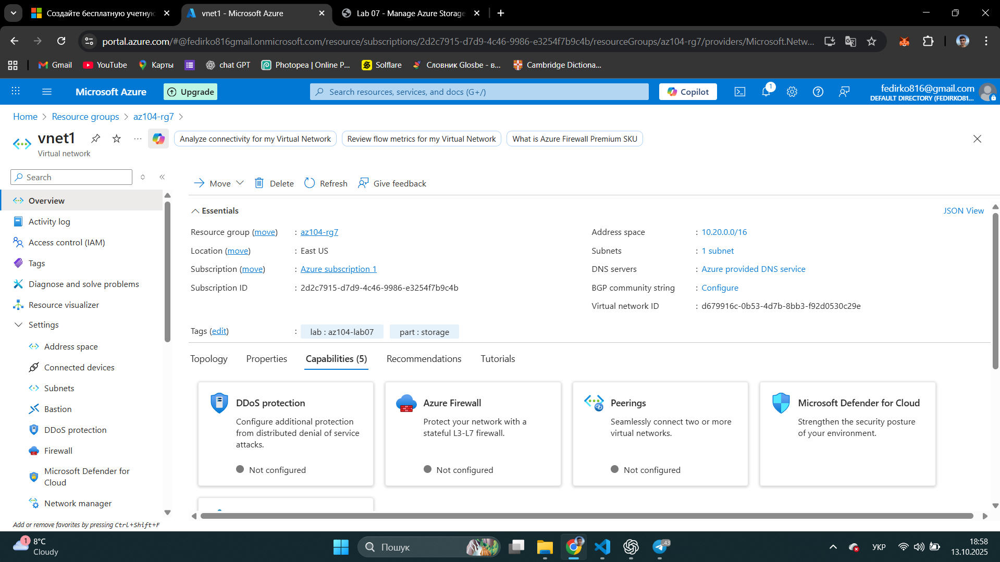 Создайте бесплатную учетную
vnet1 - Microsoft Azure
Lab 07 - Manage Azure Storage
portal.azure.com/#@fedirko816gmail.onmicrosoft.com/resource/subscriptions/2d2c7915-d7d9-4c46-9986-e3254f7b9c4b/resourceGroups/az104-rg7/providers/Microsoft.Netw...
Gmail
YouTube
Карты
chat GPT
Photopea | Online P...
Solflare
Словник Glosbe - в...
Cambridge Dictiona...
Microsoft Azure
Upgrade
Search resources, services, and docs (G+/)
Copilot
1
fedirko816@gmail.com
DEFAULT DIRECTORY (FEDIRKO81...
Home > Resource groups > az104-rg7 >
vnet1
Virtual network
Analyze connectivity for my Virtual Network
Review flow metrics for my Virtual Network
What is Azure Firewall Premium SKU
Search
Overview
Activity log
Access control (IAM)
Tags
Diagnose and solve problems
Resource visualizer
Settings
Address space
Connected devices
Subnets
Bastion
DDoS protection
Firewall
Microsoft Defender for
Cloud
Network manager
Add or remove favorites by pressing Ctrl+Shift+F
Move
Delete
Refresh
Give feedback
Essentials
JSON View
Resource group (move) : az104-rg7
Location (move) : East US
Subscription (move) : Azure subscription 1
Subscription ID : 2d2c7915-d7d9-4c46-9986-e3254f7b9c4b
Address space : 10.20.0.0/16
Subnets : 1 subnet
DNS servers : Azure provided DNS service
BGP community string : Configure
Virtual network ID : d679916c-0b53-4d7b-8bb3-f92d0530c29e
Tags (edit) : lab : az104-lab07 part : storage
Topology
Properties
Capabilities (5)
Recommendations
Tutorials
DDoS protection
Configure additional protection
from distributed denial of service
attacks.
Not configured
Azure Firewall
Protect your network with a
stateful L3-L7 firewall.
Not configured
Peerings
Seamlessly connect two or more
virtual networks.
Not configured
Microsoft Defender for Cloud
Strengthen the security posture
of your environment.
1
8°C
Cloudy
Пошук
43
УКР
18:58
13.10.2025